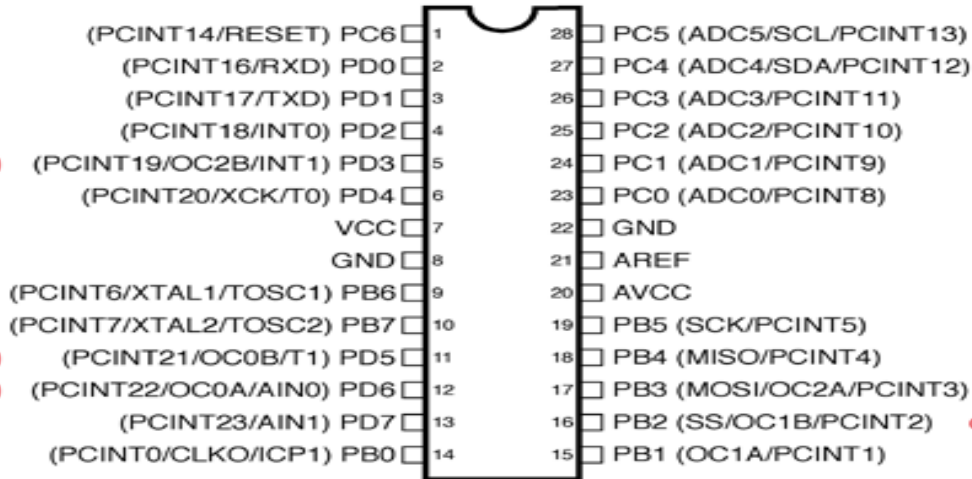 (PCINT14/RESET) PC6 1 28 PC5 (ADC5/SCL/PCINT13)
(PCINT16/RXD) PD0 2 27 PC4 (ADC4/SDA/PCINT12)
(PCINT17/TXD) PD1 3 26 PC3 (ADC3/PCINT11)
(PCINT18/INT0) PD2 4 25 PC2 (ADC2/PCINT10)
(PCINT19/OC2B/INT1) PD3 5 24 PC1 (ADC1/PCINT9)
(PCINT20/XCK/T0) PD4 6 23 PC0 (ADC0/PCINT8)
VCC 7 22 GND
GND 8 21 AREF
(PCINT6/XTAL1/TOSC1) PB6 9 20 AVCC
(PCINT7/XTAL2/TOSC2) PB7 10 19 PB5 (SCK/PCINT5)
(PCINT21/OC0B/T1) PD5 11 18 PB4 (MISO/PCINT4)
(PCINT22/OC0A/AIN0) PD6 12 17 PB3 (MOSI/OC2A/PCINT3)
(PCINT23/AIN1) PD7 13 16 PB2 (SS/OC1B/PCINT2)
(PCINT0/CLKO/ICP1) PB0 14 15 PB1 (OC1A/PCINT1)